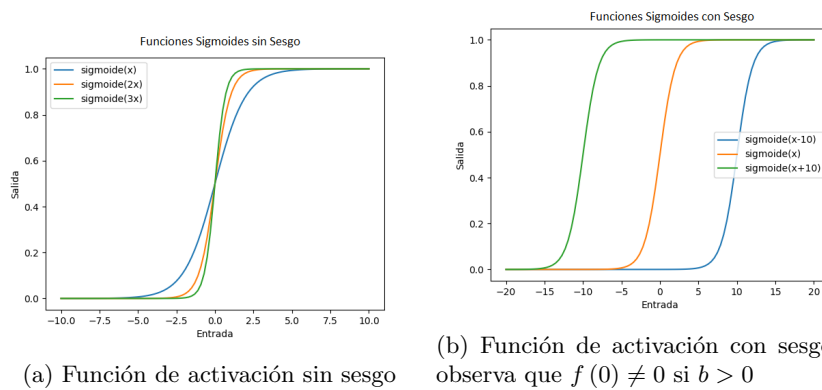 Funciones Sigmoides sin Sesgo
sigmoide(x)
sigmoide(2x)
sigmoide(3x)
1.0
0.8
0.6
0.4
0.2
0.0
Salida
−10.0 −7.5 −5.0 −2.5 0.0 2.5 5.0 7.5 10.0
Entrada
(a) Función de activación sin sesgo
Funciones Sigmoides con Sesgo
1.0
0.8
0.6
0.4
0.2
0.0
Salida
sigmoide(x-10)
sigmoide(x)
sigmoide(x+10)
−20 −15 −10 −5 0 5 10 15 20
Entrada
(b) Función de activación con sesgo
observa que f (0) ≠ 0 si b > 0